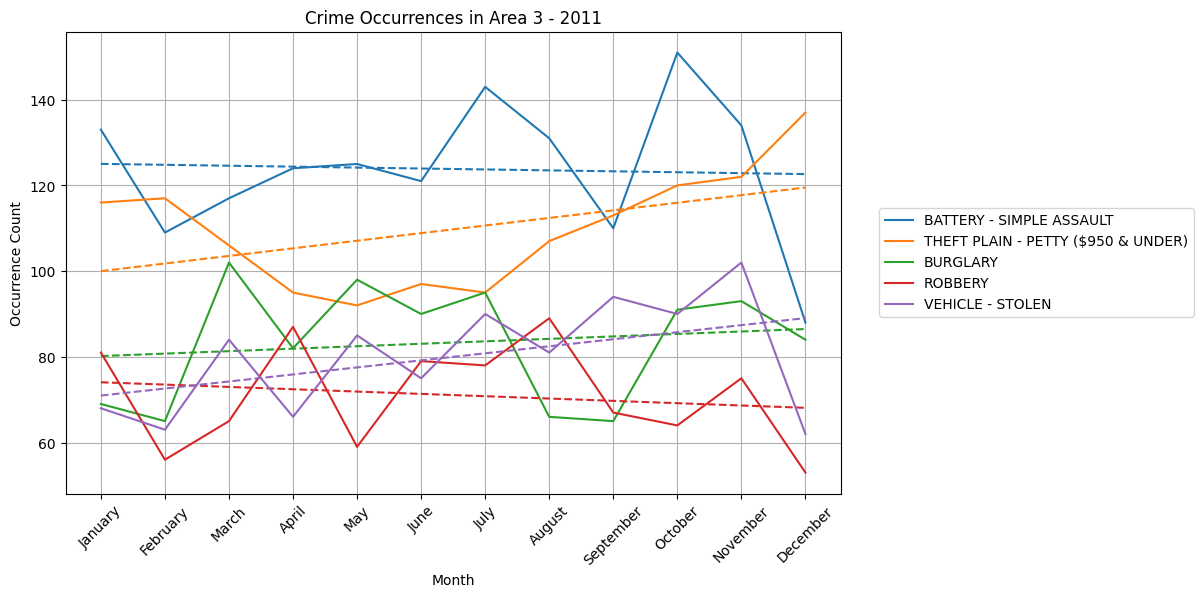 Crime Occurrences in Area 3 - 2011
Occurrence Count
140
120
100
80
60
January
February
March
April
May
June
July
August
September
October
November
December
Month
BATTERY - SIMPLE ASSAULT
THEFT PLAIN - PETTY ($950 & UNDER)
BURGLARY
ROBBERY
VEHICLE - STOLEN